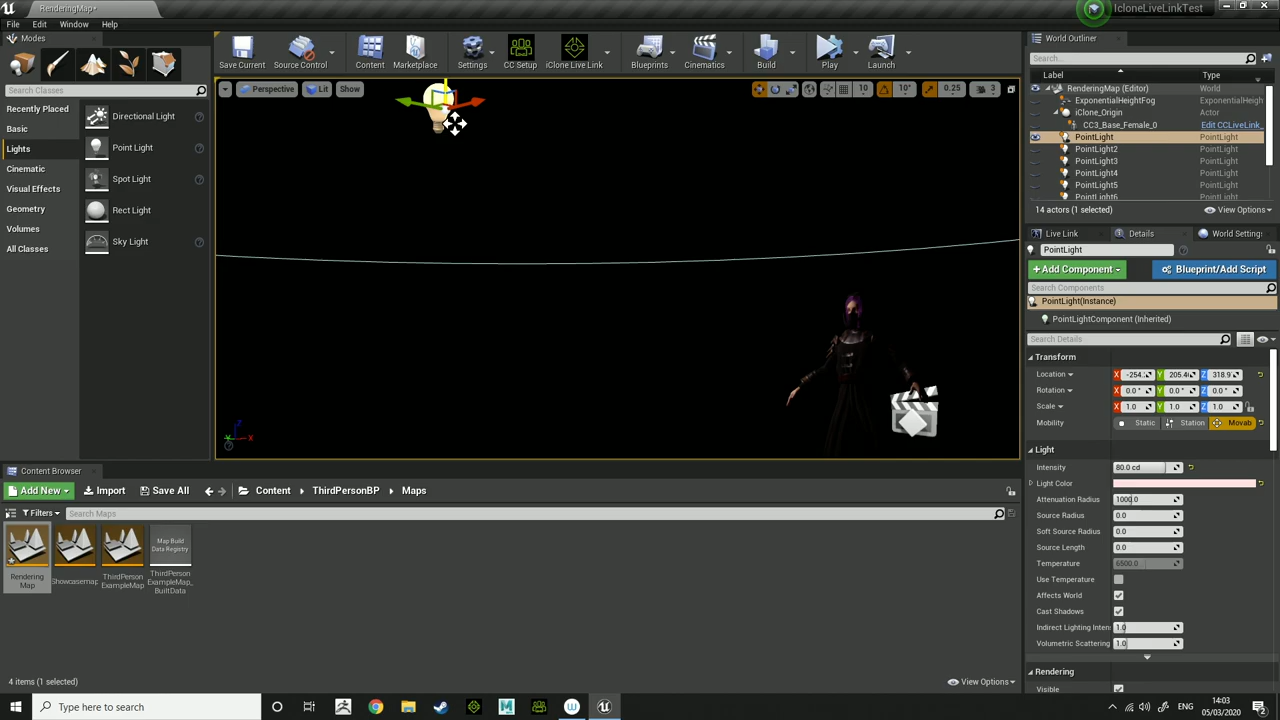 RenderingMap*
IcloneLiveLinkTest
File Edit Window Help
Modes
World Outliner
Save Current Source Control Content Marketplace Settings CC Setup iClone Live Link Blueprints Cinematics Build Play Launch
Search...
Search Classes
Perspective Lit Show
10 10° 0.25 3
Label Type
RenderingMap (Editor) World
ExponentialHeightFog ExponentialHeigh
iClone_Origin Actor
CC3_Base_Female_0 Edit CCLiveLink_
PointLight PointLight
PointLight2 PointLight
PointLight3 PointLight
PointLight4 PointLight
PointLight5 PointLight
PointLight6 PointLight
14 actors (1 selected) View Options
Recently Placed
Basic
Lights
Cinematic
Visual Effects
Geometry
Volumes
All Classes
Directional Light
Point Light
Spot Light
Rect Light
Sky Light
Live Link Details World Setting
PointLight
+Add Component Blueprint/Add Script
Search Components
PointLight(Instance)
PointLightComponent (Inherited)
Search Details
Transform
Location X -254. Y 205.4 Z 318.9
Rotation X 0.0 ° Y 0.0 ° Z 0.0 °
Scale X 1.0 Y 1.0 Z 1.0
Mobility Static Station Movab
Light
Intensity 80.0 cd
Light Color
Attenuation Radius 1000.0
Source Radius 0.0
Soft Source Radius 0.0
Source Length 0.0
Temperature 6500.0
Use Temperature
Affects World
Cast Shadows
Indirect Lighting Inten 1.0
Volumetric Scattering 1.0
Rendering
Visible
Z X Y
Content Browser
Add New Import Save All Content ThirdPersonBP Maps
Filters Search Maps
Rendering Map
Showcasemap
ThirdPerson ExampleMap
Map Build Data Registry
ThirdPerson ExampleMap_ BuiltData
4 items (1 selected) View Options
Type here to search
ENG 14:03
05/03/2020